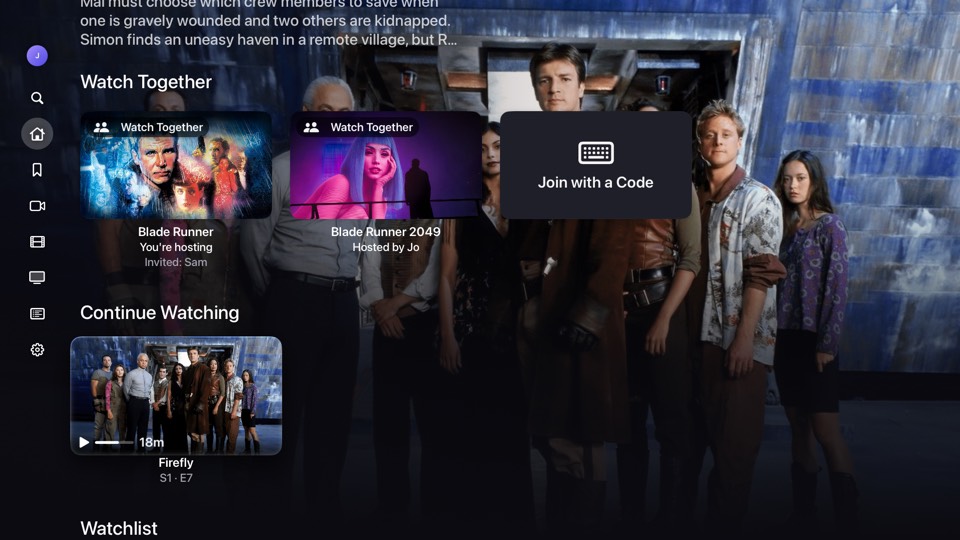 Mal must choose which crew members to save when
one is gravely wounded and two others are kidnapped.
Simon finds an uneasy haven in a remote village, but R...
J
Watch Together
Watch Together
Watch Together
Join with a Code
Blade Runner
You're hosting
Invited: Sam
Blade Runner 2049
Hosted by Jo
Continue Watching
18m
Firefly
S1 · E7
Watchlist